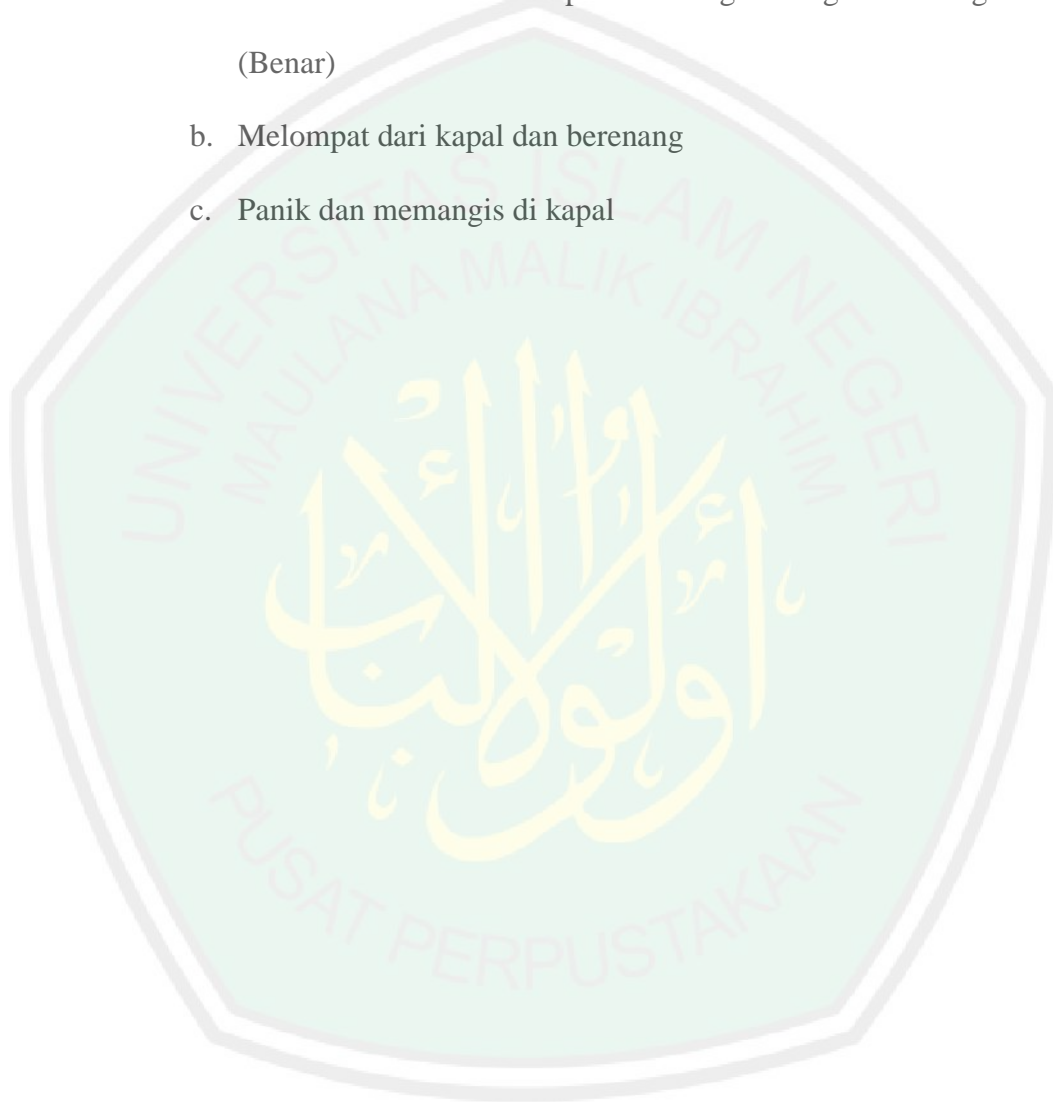 (Benar)
b. Melompat dari kapal dan berenang
c. Panik dan memangis di kapal
UNIVERSITAS ISLAM NEGERI
MAULANA MALIK IBRAHIM
PUSAT PERPUSTAKAAN